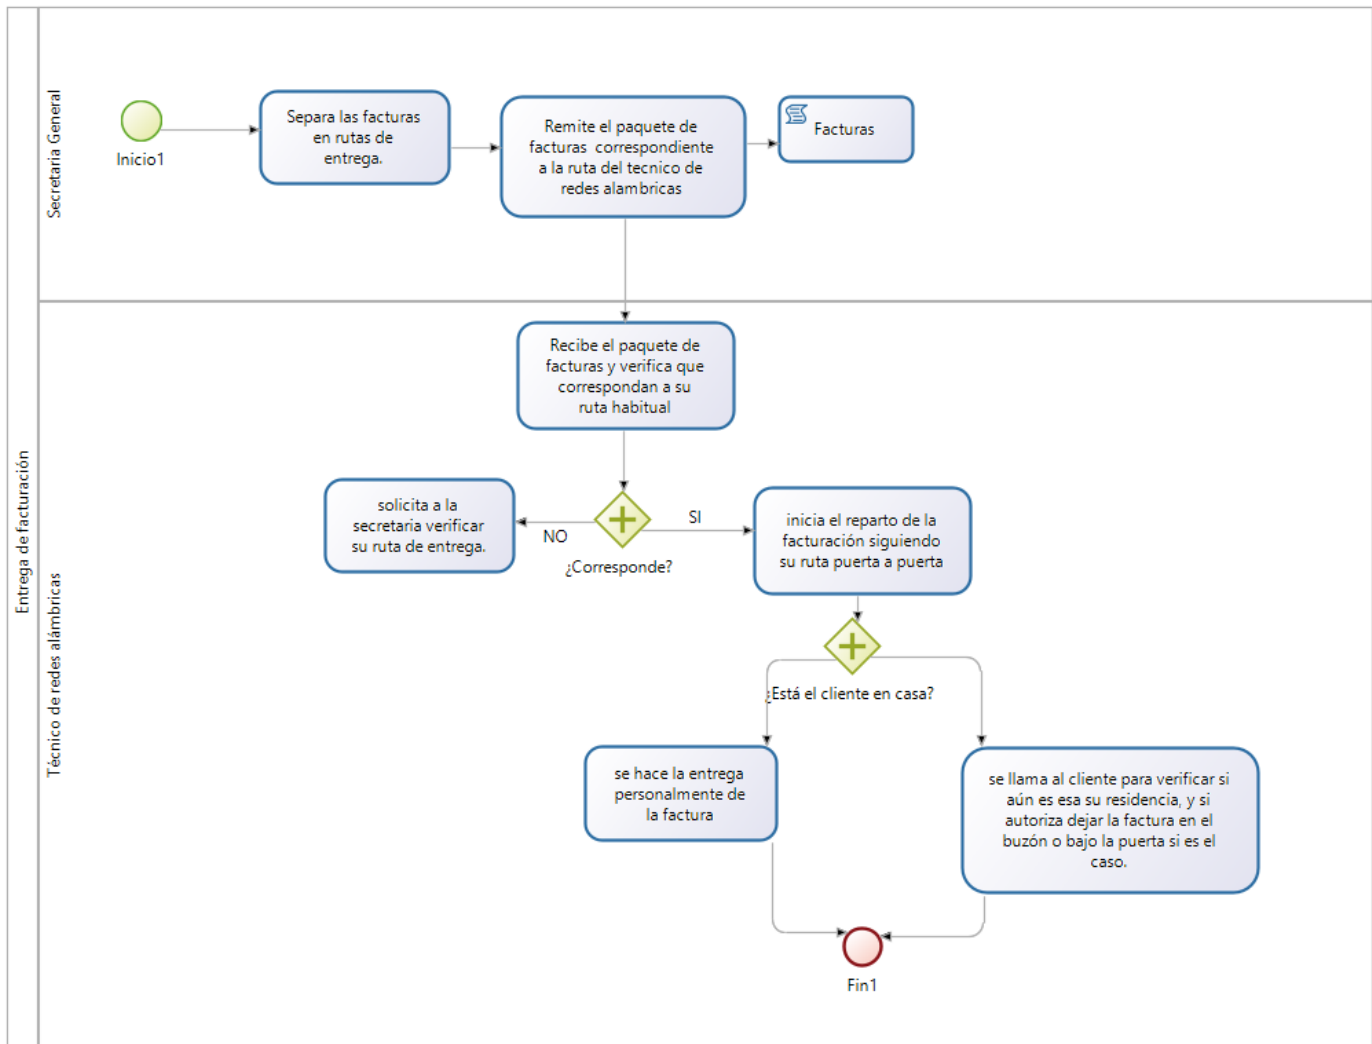 Entrega de facturación
Secretaria General
Inicio1
Separa las facturas
en rutas de
entrega.
Remite el paquete de
facturas correspondiente
a la ruta del tecnico de
redes alambricas
Facturas
Técnico de redes alámbricas
Recibe el paquete de
facturas y verifica que
correspondan a su
ruta habitual
solicita a la
secretaria verificar
su ruta de entrega.
NO
SI
¿Corresponde?
inicia el reparto de la
facturación siguiendo
su ruta puerta a puerta
¿Está el cliente en casa?
se hace la entrega
personalmente de
la factura
se llama al cliente para verificar si
aún es esa su residencia, y si
autoriza dejar la factura en el
buzón o bajo la puerta si es el
caso.
Fin1